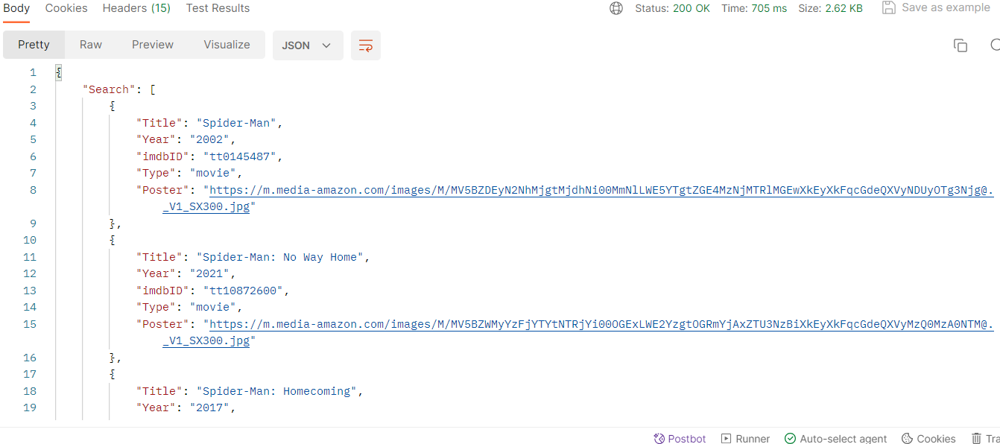 Body Cookies Headers (15) Test Results Status: 200 OK Time: 705 ms Size: 2.62 KB Save as example
Pretty Raw Preview Visualize JSON
1 {
2 "Search": [
3 {
4 "Title": "Spider-Man",
5 "Year": "2002",
6 "imdbID": "tt0145487",
7 "Type": "movie",
8 "Poster": "https://m.media-amazon.com/images/M/MV5BZDEyN2NhMjgtMjdhNi00MmNlLWE5YTgtZGE4MzNjMTRlMGEwXkEyXkFqcGdeQXVyNDUyOTg3Njg@.
_V1_SX300.jpg"
9 },
10 {
11 "Title": "Spider-Man: No Way Home",
12 "Year": "2021",
13 "imdbID": "tt10872600",
14 "Type": "movie",
15 "Poster": "https://m.media-amazon.com/images/M/MV5BZWMyYzFjYTYtNTRjYi00OGExLWE2YzgtOGRmYjAxZTU3NzBiXkEyXkFqcGdeQXVyMzQ0MzA0NTM@.
_V1_SX300.jpg"
16 },
17 {
18 "Title": "Spider-Man: Homecoming",
19 "Year": "2017",
Postbot Runner Auto-select agent Cookies Tra